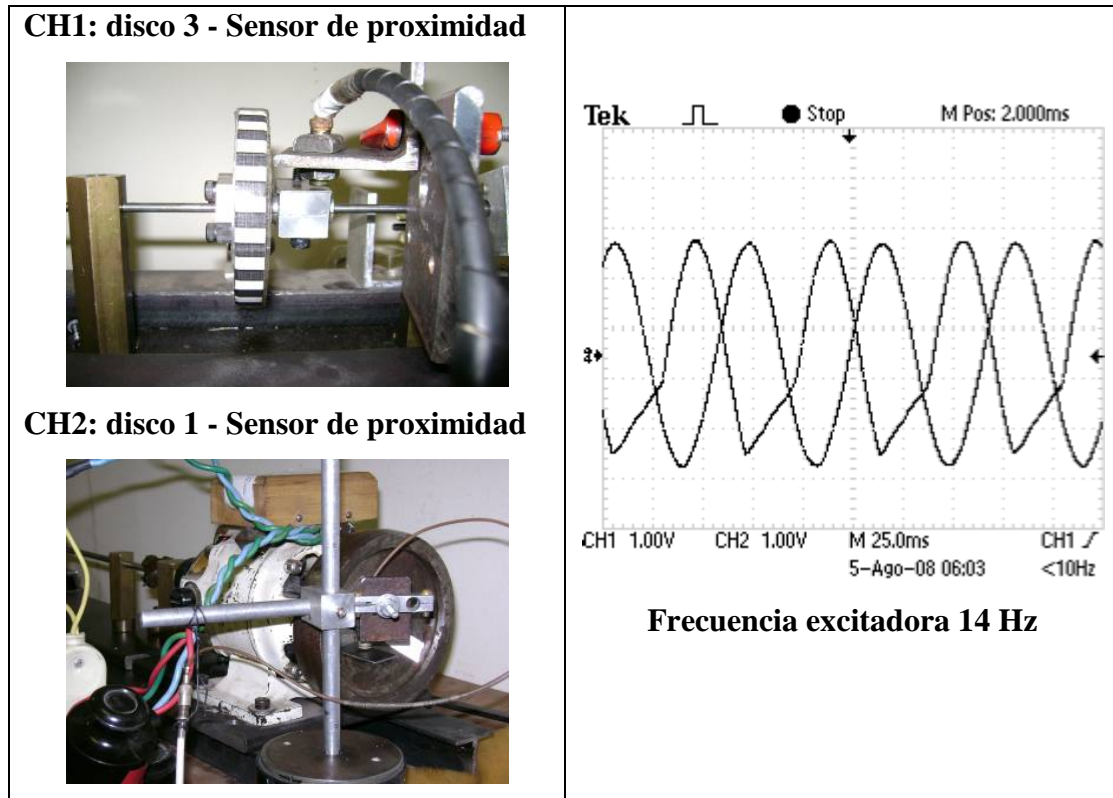 CH1: disco 3 - Sensor de proximidad
CH2: disco 1 - Sensor de proximidad
Tek Stop M Pos: 2.000ms
CH1 1.00V CH2 1.00V M 25.0ms CH1
5-Ago-08 06:03 <10Hz
Frecuencia excitadora 14 Hz